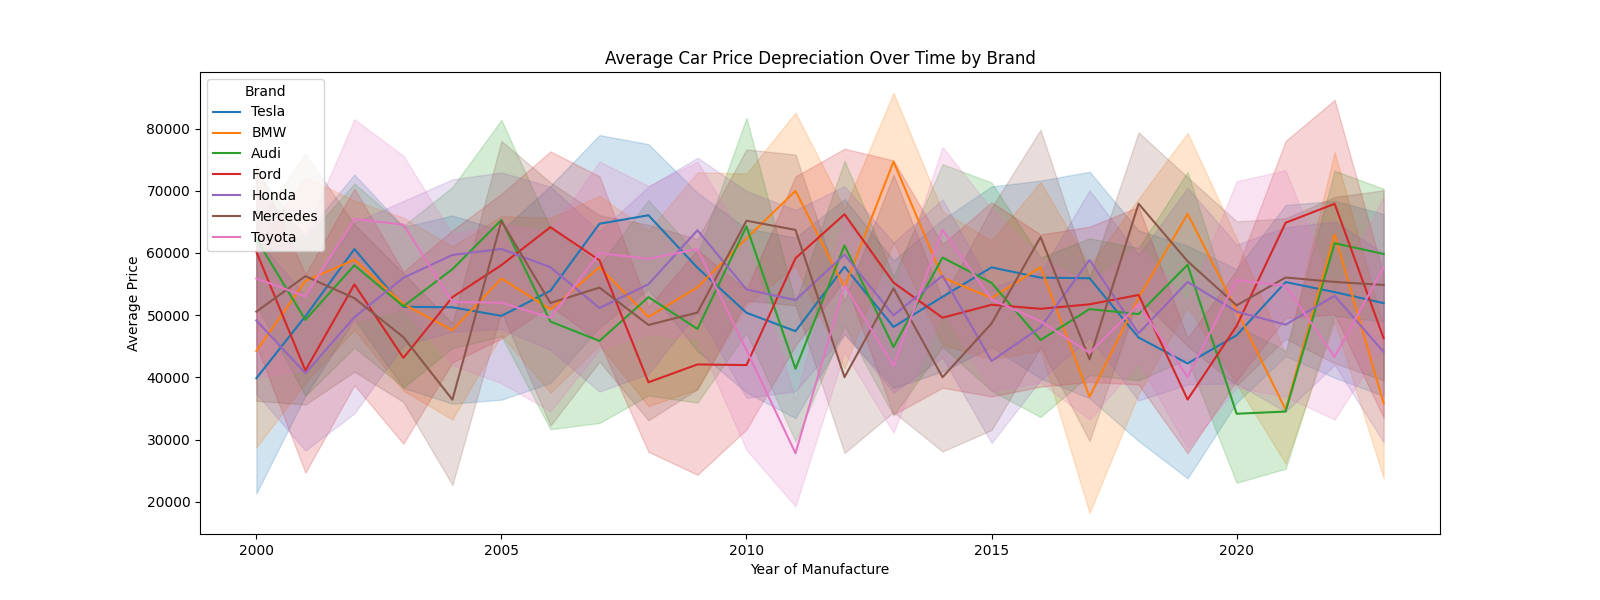 Average Car Price Depreciation Over Time by Brand
Brand
Tesla
BMW
Audi
Ford
Honda
Mercedes
Toyota
Average Price
80000
70000
60000
50000
40000
30000
20000
2000 2005 2010 2015 2020
Year of Manufacture